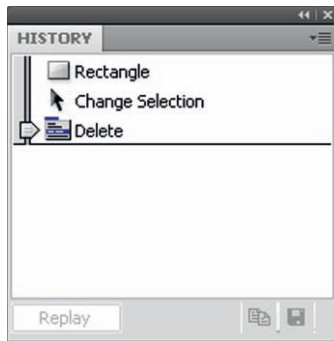 HISTORY
Rectangle
Change Selection
Delete
Replay